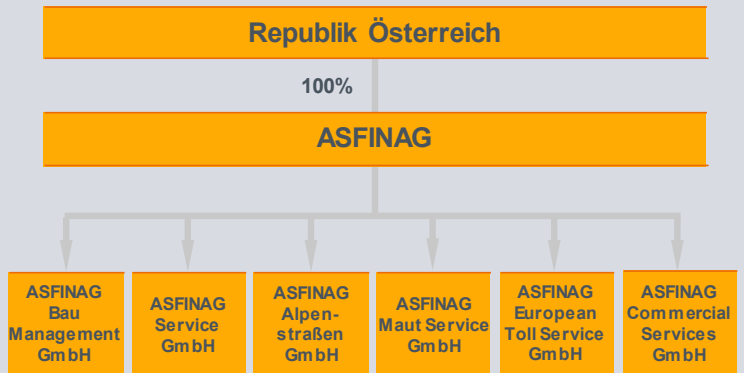 Republik Österreich
100%
ASFINAG
ASFINAG
Bau
Management
GmbH
ASFINAG
Service
GmbH
ASFINAG
Alpen-
straßen
GmbH
ASFINAG
Maut Service
GmbH
ASFINAG
European
Toll Service
GmbH
ASFINAG
Commercial
Services
GmbH